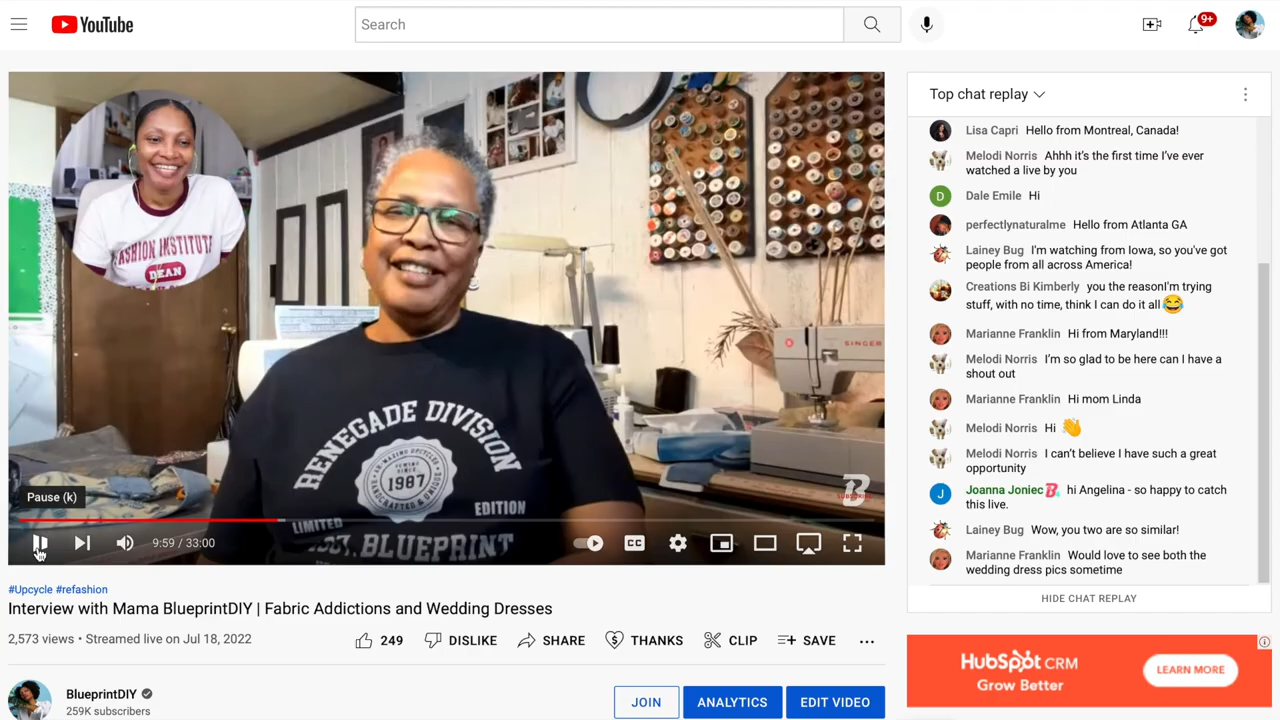 YouTube
Search
9+
FASHION INSTITUTE
DEAN
SINGER
RENEGADE DIVISION
SINCE
1987
EDITION
LIMITED
BLUEPRINT
SUBSCRIBE
Pause (k)
9:59 / 33:00
CC
#Upcycle #refashion
Interview with Mama BlueprintDIY | Fabric Addictions and Wedding Dresses
2,573 views • Streamed live on Jul 18, 2022
249
DISLIKE
SHARE
THANKS
CLIP
SAVE
BlueprintDIY
259K subscribers
JOIN
ANALYTICS
EDIT VIDEO
Top chat replay
Lisa Capri Hello from Montreal, Canada!
Melodi Norris Ahhh it's the first time I've ever
watched a live by you
D
Dale Emile Hi
perfectlynaturalme Hello from Atlanta GA
Lainey Bug I'm watching from Iowa, so you've got
people from all across America!
Creations Bi Kimberly you the reasonI'm trying
stuff, with no time, think I can do it all😂
Marianne Franklin Hi from Maryland!!!
Melodi Norris I'm so glad to be here can I have a
shout out
Marianne Franklin Hi mom Linda
Melodi Norris Hi 👋
Melodi Norris I can't believe I have such a great
opportunity
J
Joanna Joniec hi Angelina - so happy to catch
this live.
Lainey Bug Wow, you two are so similar!
Marianne Franklin Would love to see both the
wedding dress pics sometime
HIDE CHAT REPLAY
HubSpot CRM
Grow Better
LEARN MORE